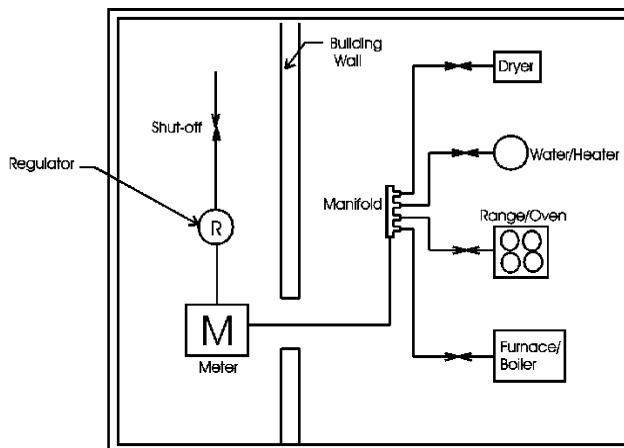 Building
Wall
Dryer
Shut-off
Water/Heater
Regulator
Manifold
Range/Oven
R
M
Meter
Furnace/
Boiler